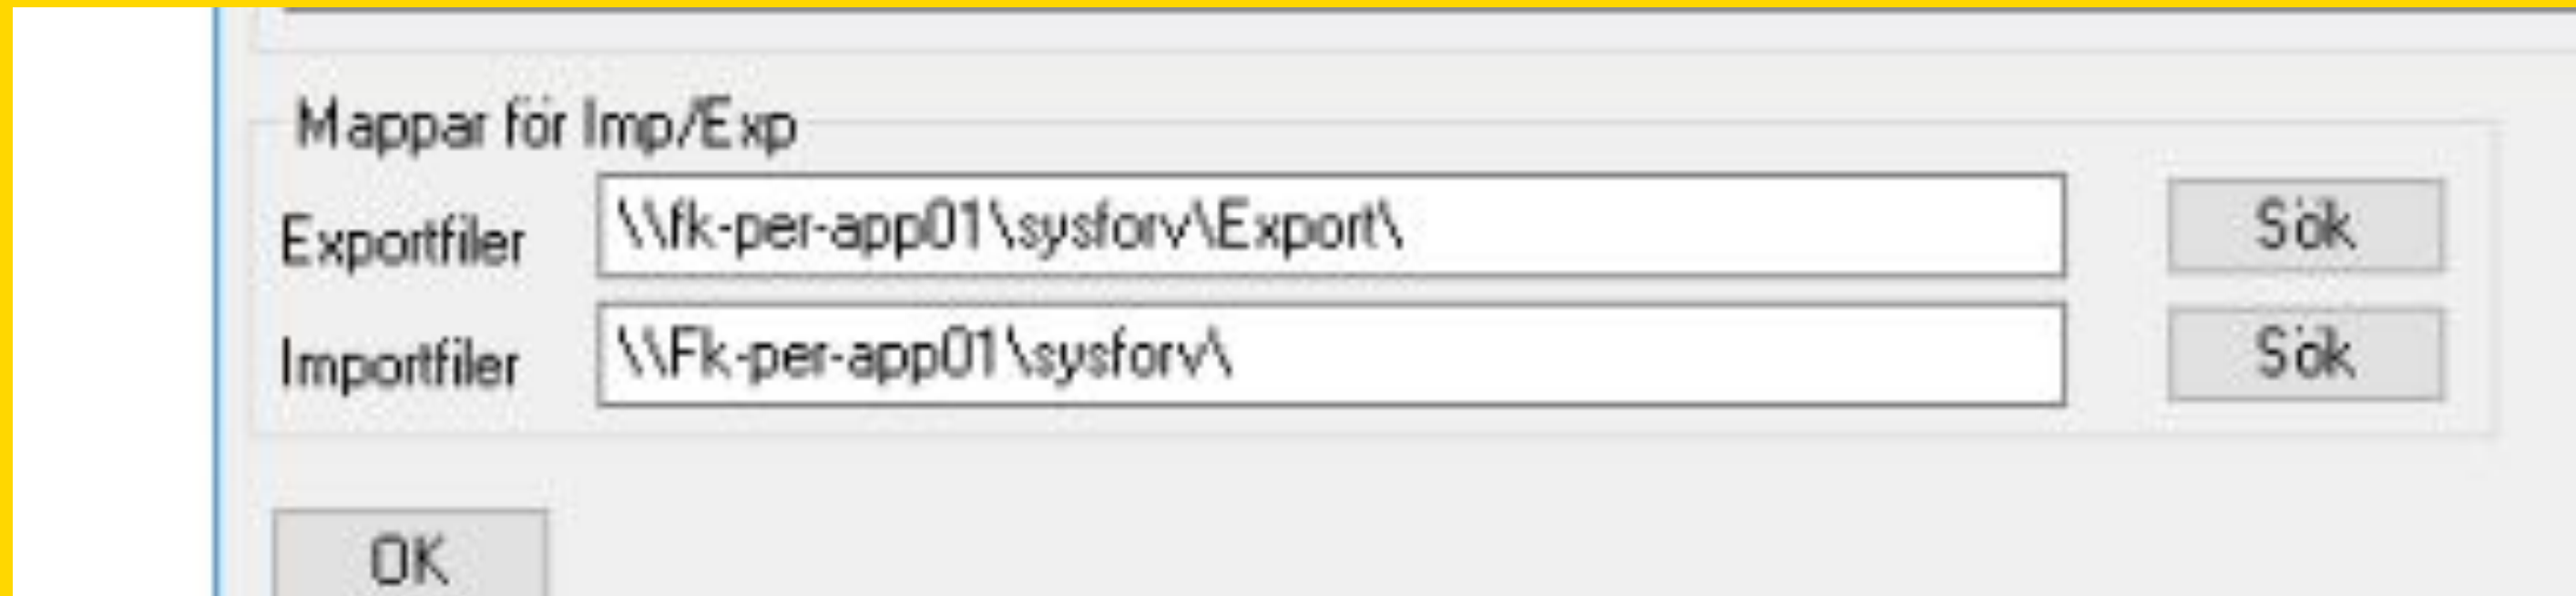 Mappar för Imp/Exp
Exportfiler \\fk-per-app01\sysforv\Export\ Sök
Importfiler \\Fk-per-app01\sysforv\ Sök
OK